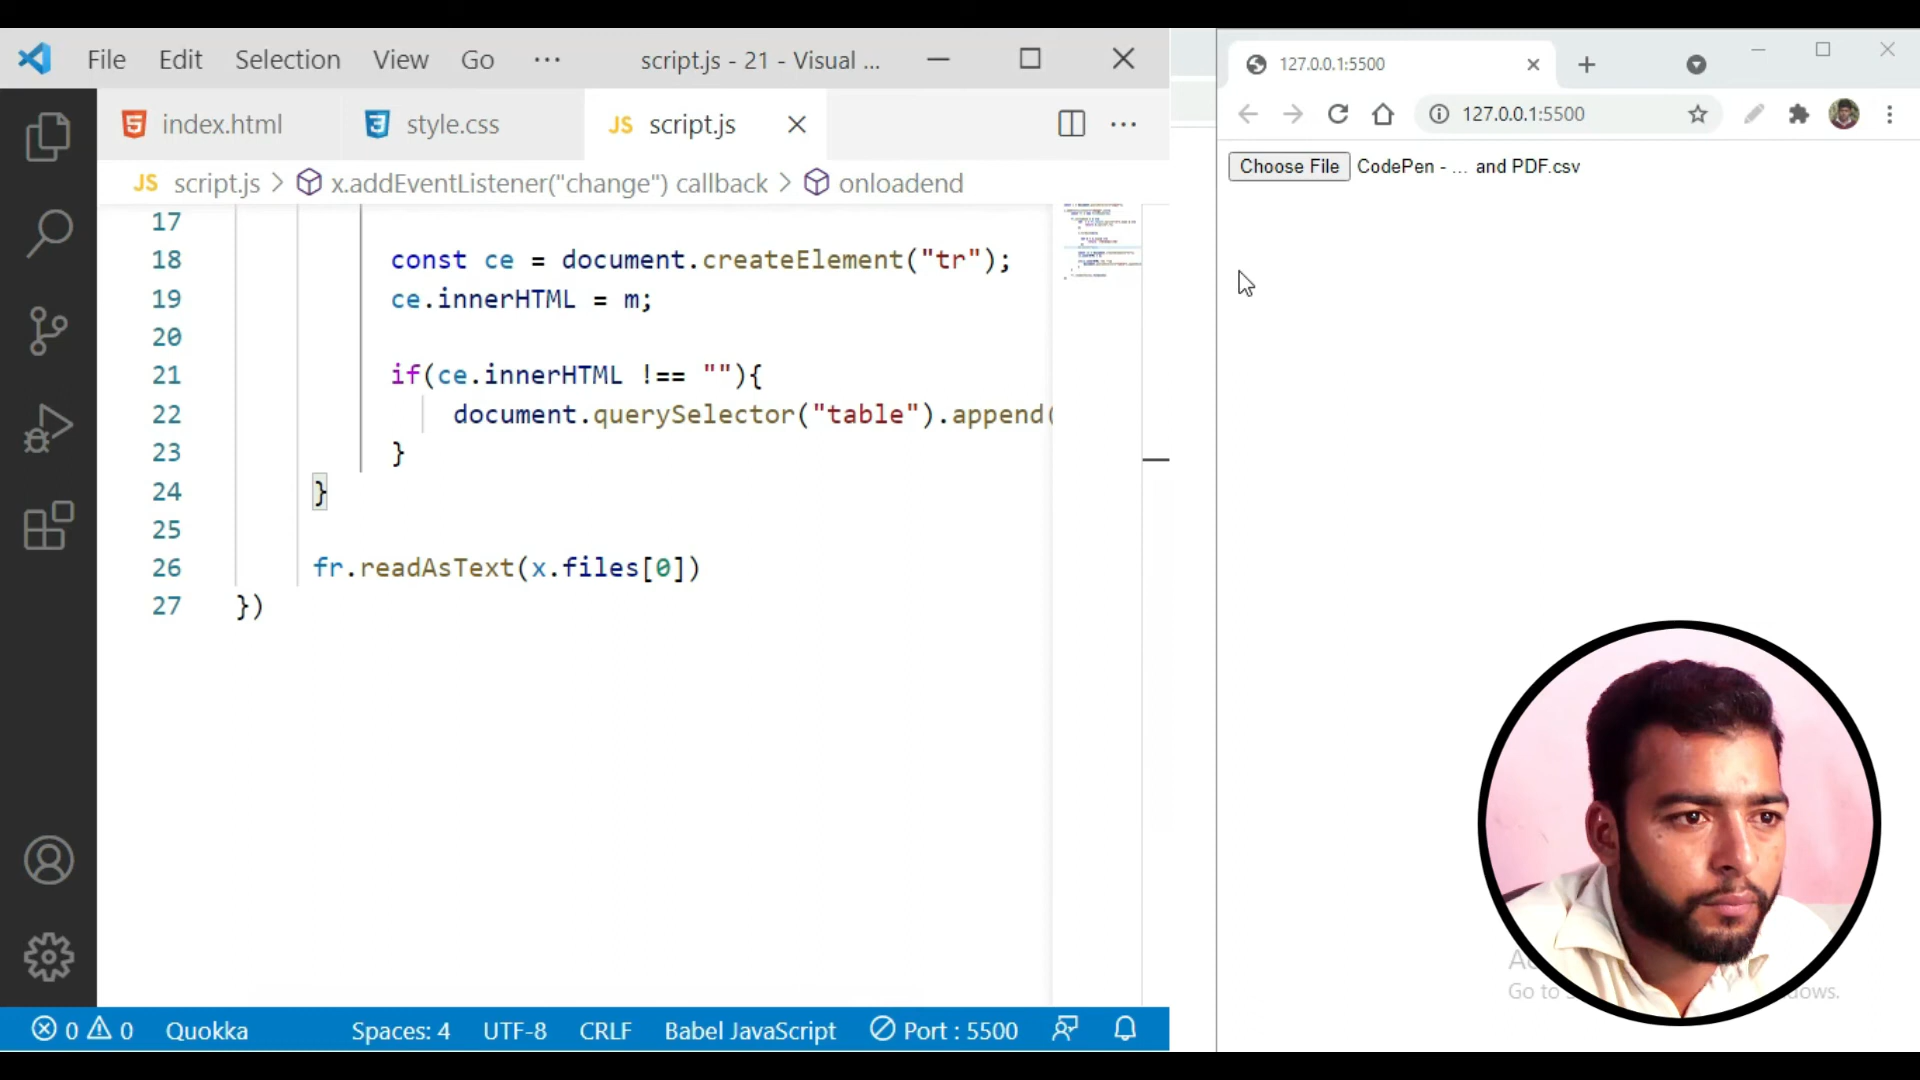 File Edit Selection View Go ··· script.js - 21 - Visual ...
index.html style.css JS script.js
JS script.js > x.addEventListener("change") callback > onloadend
17
18 const ce = document.createElement("tr");
19 ce.innerHTML = m;
20
21 if(ce.innerHTML !== ""){
22 document.querySelector("table").append(
23 }
24 }
25
26 fr.readAsText(x.files[0])
27 })
0 0 Quokka Spaces: 4 UTF-8 CRLF Babel JavaScript Port : 5500
127.0.0.1:5500
127.0.0.1:5500
Choose File CodePen - ... and PDF.csv
Go to